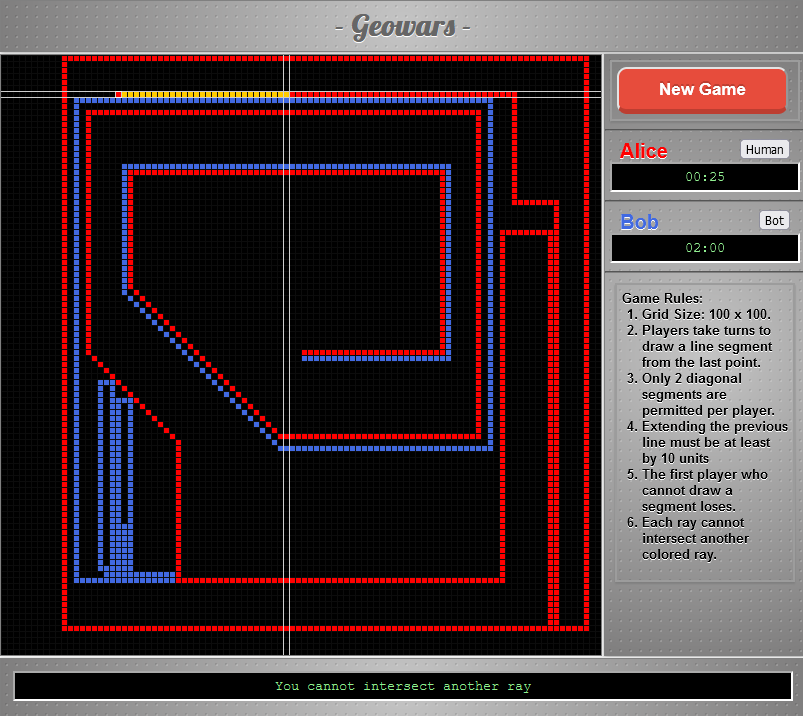 - Geowars -
New Game
Alice
Human
00:25
Bob
Bot
02:00
Game Rules:
1. Grid Size: 100 x 100.
2. Players take turns to
draw a line segment
from the last point.
3. Only 2 diagonal
segments are
permitted per player.
4. Extending the previous
line must be at least
by 10 units
5. The first player who
cannot draw a
segment loses.
6. Each ray cannot
intersect another
colored ray.
You cannot intersect another ray